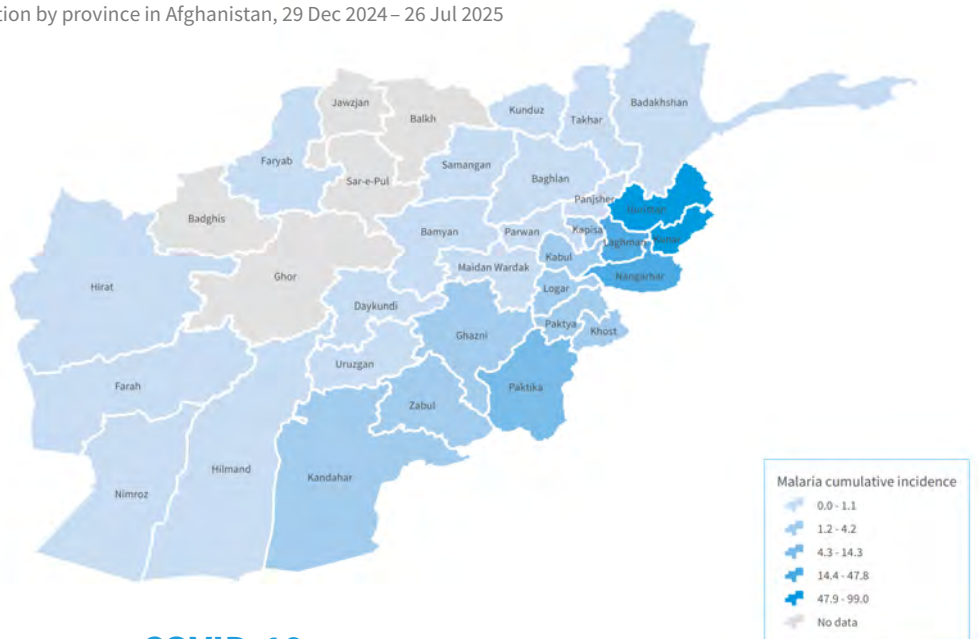 tion by province in Afghanistan, 29 Dec 2024 – 26 Jul 2025
Jawzjan
Balkh
Kunduz
Takhar
Badakhshan
Faryab
Samangan
Sar-e-Pul
Baghlan
Panjsher
Nuristan
Badghis
Bamyan
Parwan
Kapisa
Laghman
Kunar
Kabul
Maidan Wardak
Nangarhar
Ghor
Hirat
Logar
Daykundi
Paktya
Khost
Ghazni
Uruzgan
Farah
Paktika
Zabul
Hilmand
Kandahar
Nimroz
Malaria cumulative incidence
0.0 - 1.1
1.2 - 4.2
4.3 - 14.3
14.4 - 47.8
47.9 - 99.0
No data